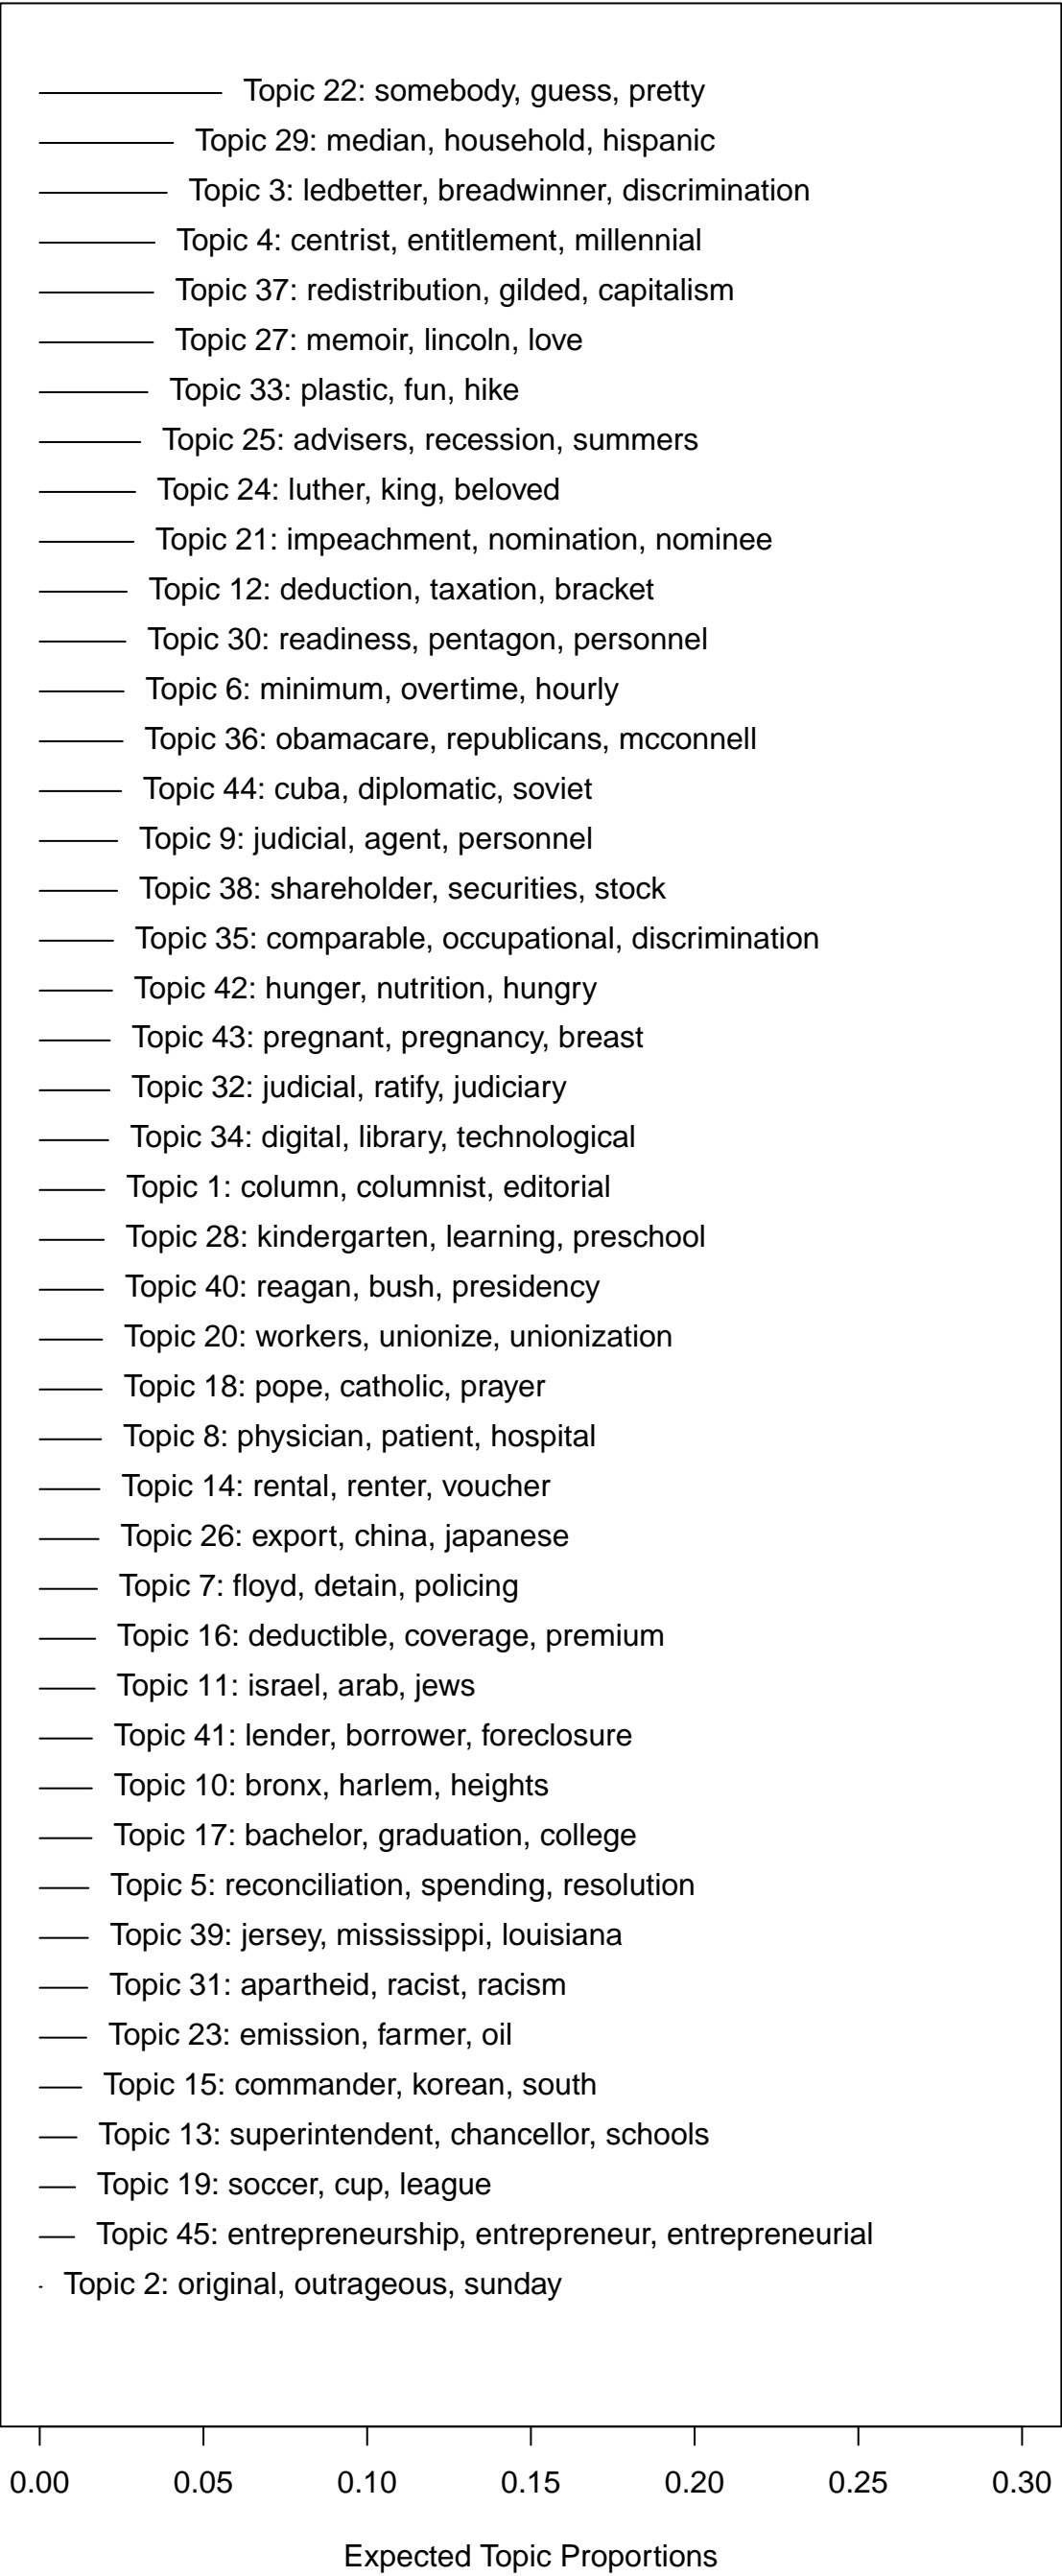 Topic 22: somebody, guess, pretty
Topic 29: median, household, hispanic
Topic 3: ledbetter, breadwinner, discrimination
Topic 4: centrist, entitlement, millennial
Topic 37: redistribution, gilded, capitalism
Topic 27: memoir, lincoln, love
Topic 33: plastic, fun, hike
Topic 25: advisers, recession, summers
Topic 24: luther, king, beloved
Topic 21: impeachment, nomination, nominee
Topic 12: deduction, taxation, bracket
Topic 30: readiness, pentagon, personnel
Topic 6: minimum, overtime, hourly
Topic 36: obamacare, republicans, mcconnell
Topic 44: cuba, diplomatic, soviet
Topic 9: judicial, agent, personnel
Topic 38: shareholder, securities, stock
Topic 35: comparable, occupational, discrimination
Topic 42: hunger, nutrition, hungry
Topic 43: pregnant, pregnancy, breast
Topic 32: judicial, ratify, judiciary
Topic 34: digital, library, technological
Topic 1: column, columnist, editorial
Topic 28: kindergarten, learning, preschool
Topic 40: reagan, bush, presidency
Topic 20: workers, unionize, unionization
Topic 18: pope, catholic, prayer
Topic 8: physician, patient, hospital
Topic 14: rental, renter, voucher
Topic 26: export, china, japanese
Topic 7: floyd, detain, policing
Topic 16: deductible, coverage, premium
Topic 11: israel, arab, jews
Topic 41: lender, borrower, foreclosure
Topic 10: bronx, harlem, heights
Topic 17: bachelor, graduation, college
Topic 5: reconciliation, spending, resolution
Topic 39: jersey, mississippi, louisiana
Topic 31: apartheid, racist, racism
Topic 23: emission, farmer, oil
Topic 15: commander, korean, south
Topic 13: superintendent, chancellor, schools
Topic 19: soccer, cup, league
Topic 45: entrepreneurship, entrepreneur, entrepreneurial
Topic 2: original, outrageous, sunday
0.00 0.05 0.10 0.15 0.20 0.25 0.30
Expected Topic Proportions